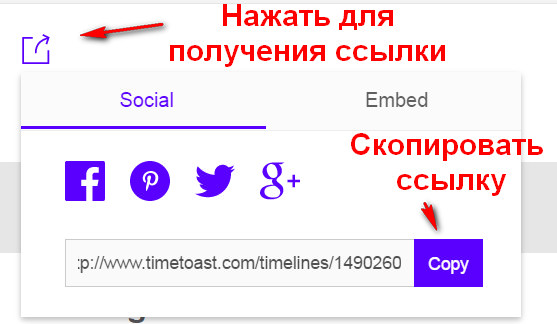 Нажать для
получения ссылки
Social Embed
Скопировать
ссылку
:p://www.timetoast.com/timelines/1490260 Copy